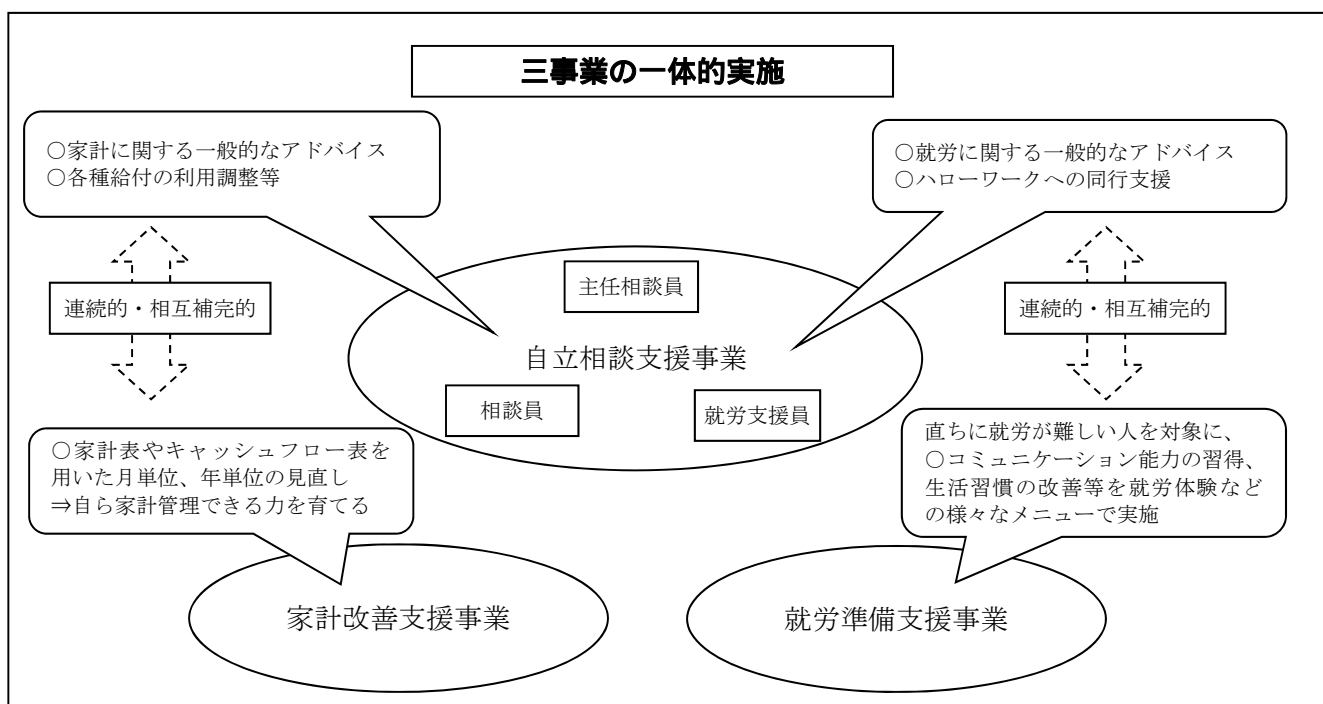 三事業の一体的実施
○家計に関する一般的なアドバイス
○各種給付の利用調整等
○就労に関する一般的なアドバイス
○ハローワークへの同行支援
連続的・相互補完的
連続的・相互補完的
主任相談員
自立相談支援事業
相談員
就労支援員
○家計表やキャッシュフロー表を
用いた月単位、年単位の見直し
⇒自ら家計管理できる力を育てる
直ちに就労が難しい人を対象に、
○コミュニケーション能力の習得、
生活習慣の改善等を就労体験など
の様々なメニューで実施
家計改善支援事業
就労準備支援事業